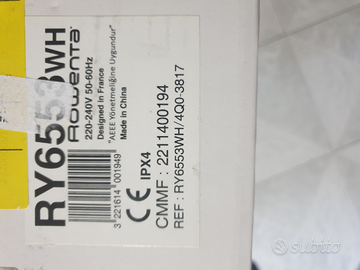 RY6553WH
Rowenta
220-240V 50-60Hz
Designed in France
"AEEE Yönetmeliğine Uygundur"
Made in China
3 221614 001949
CE IPX4
CMMF : 2211400194
REF : RY6553WH/4Q0-3817
subito